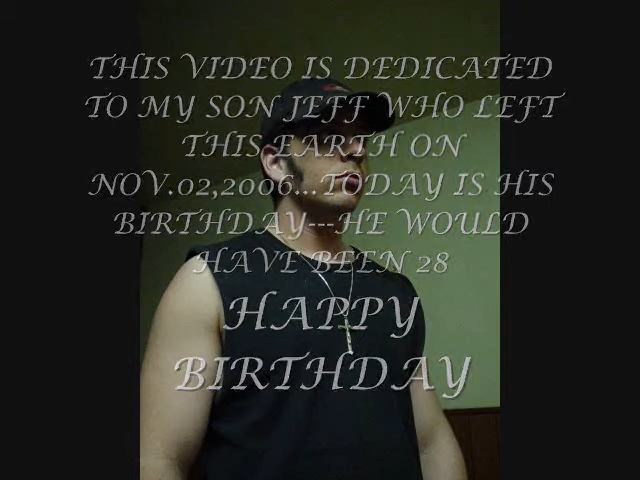 THIS VIDEO IS DEDICATED
TO MY SON JEFF WHO LEFT
THIS EARTH ON
NOV.02,2006...TODAY IS HIS
BIRTHDAY---HE WOULD
HAVE BEEN 28
HAPPY
BIRTHDAY